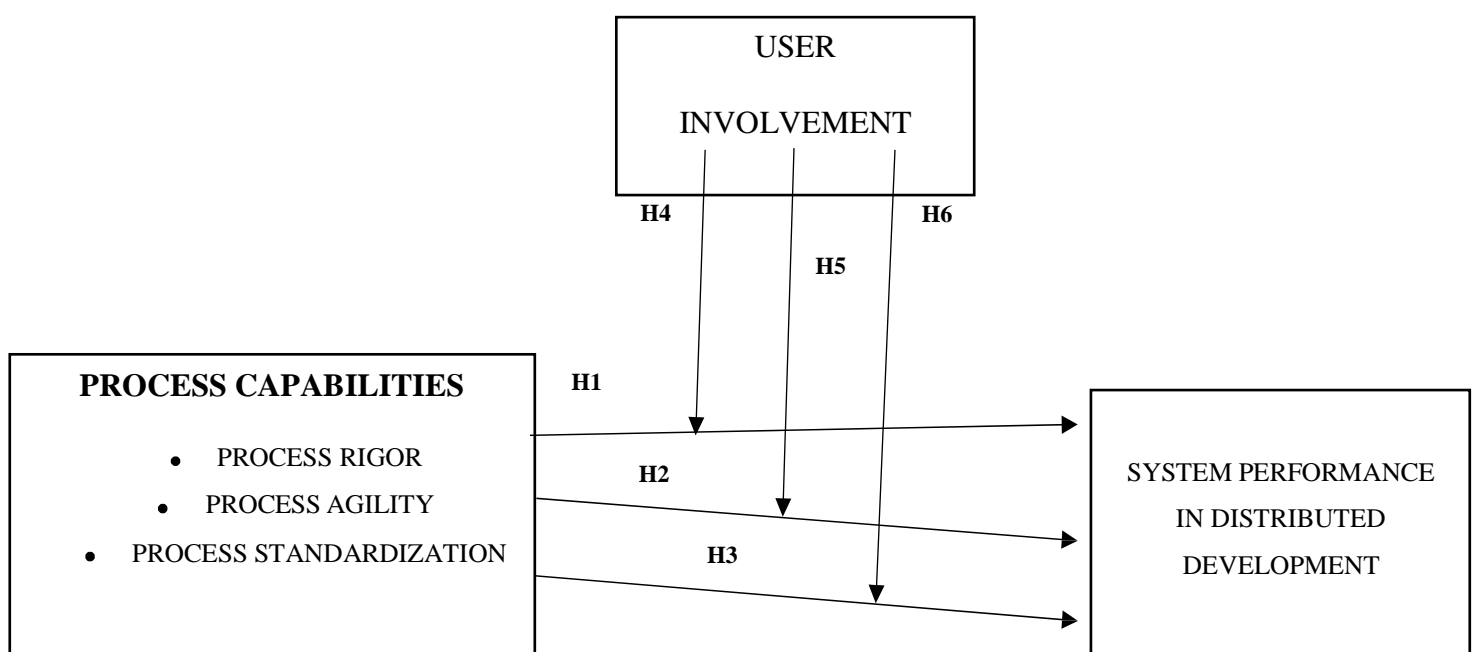 USER
INVOLVEMENT
H4
H6
H5
PROCESS CAPABILITIES
H1
• PROCESS RIGOR
• PROCESS AGILITY
• PROCESS STANDARDIZATION
H2
H3
SYSTEM PERFORMANCE
IN DISTRIBUTED
DEVELOPMENT